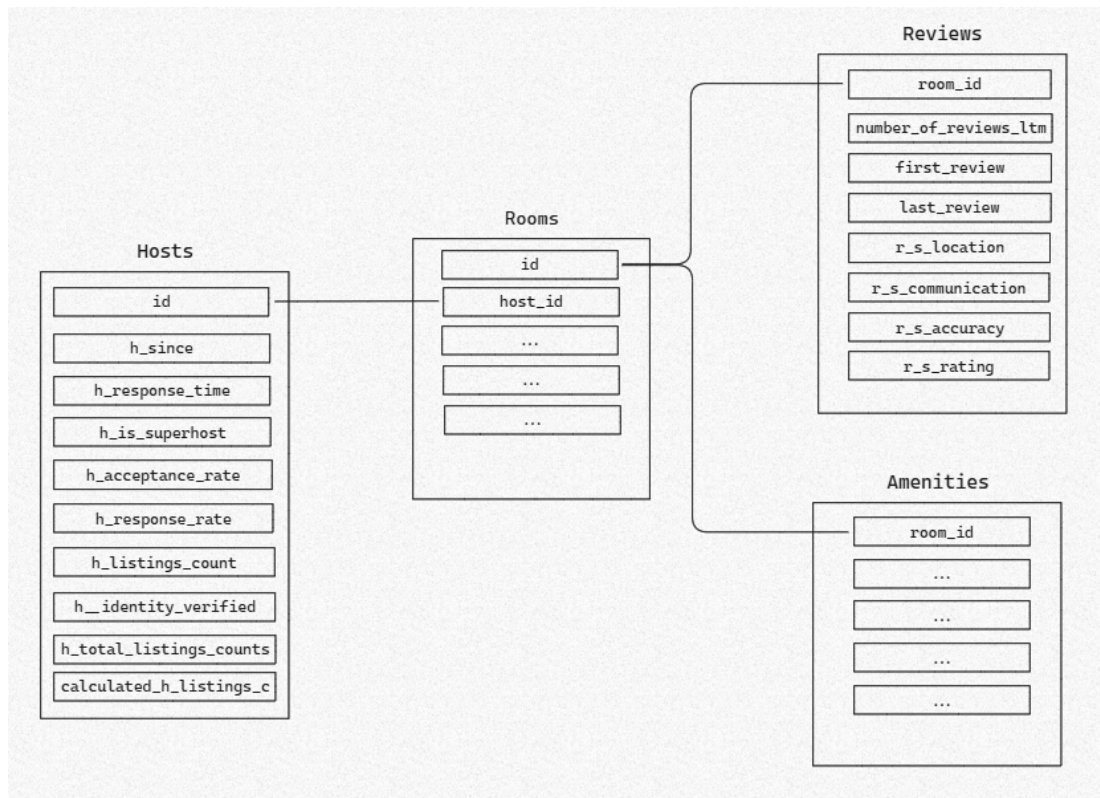 Hosts
id
h_since
h_response_time
h_is_superhost
h_acceptance_rate
h_response_rate
h_listings_count
h__identity_verified
h_total_listings_counts
calculated_h_listings_c
Rooms
id
host_id
...
...
...
Reviews
room_id
number_of_reviews_ltm
first_review
last_review
r_s_location
r_s_communication
r_s_accuracy
r_s_rating
Amenities
room_id
...
...
...
...